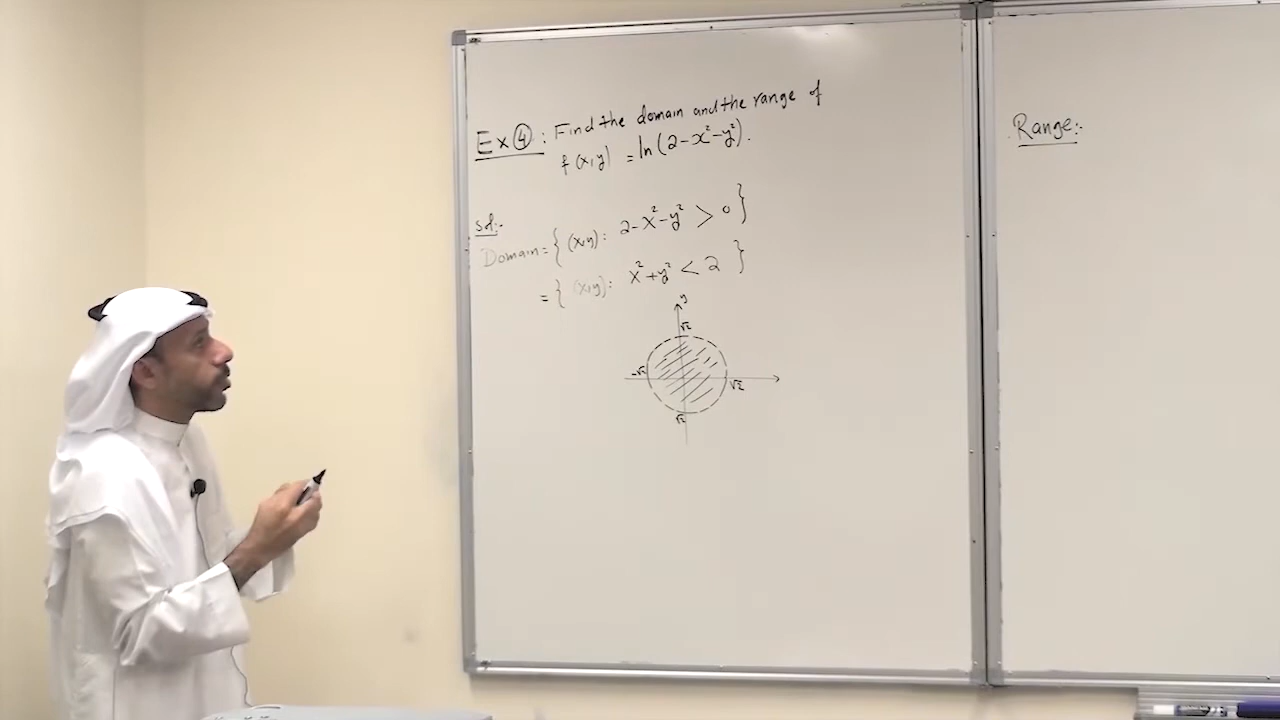 Ex ④ : Find the domain and the range of
f(x,y) = ln(2-x²-y²).
sol:-
Domain = { (x,y): 2-x²-y² > 0 }
= { (x,y): x²+y² < 2 }
y
√2
-√2
√2
√2
Range:-